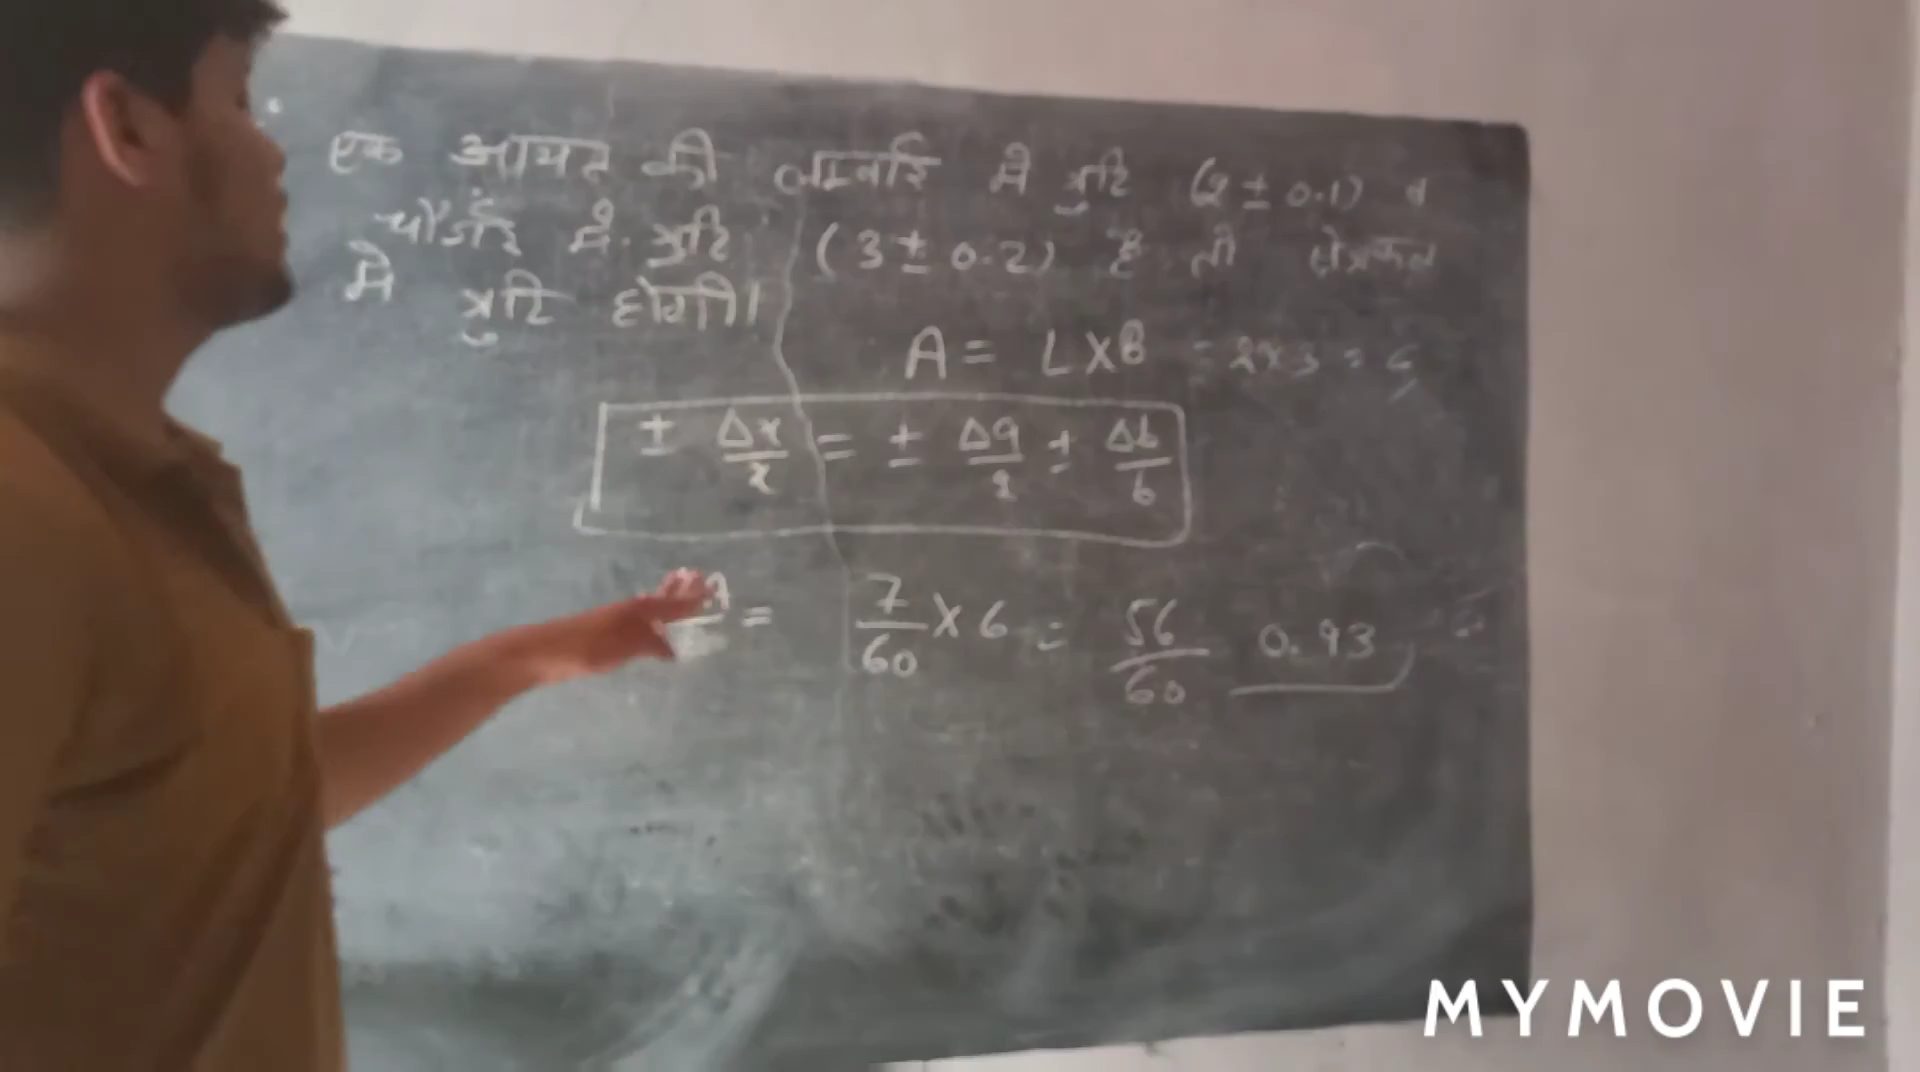 एक आयत की लम्बाई में त्रुटि (2 ± 0.1) व
चौड़ाई में त्रुटि (3 ± 0.2) है तो क्षेत्रफल
में त्रुटि होगी।
A = L X B = 2 x 3 = 6
± Δx/x = ± Δa/a ± Δb/b
= 7/60 X 6 = 56/60 0.93
MYMOVIE